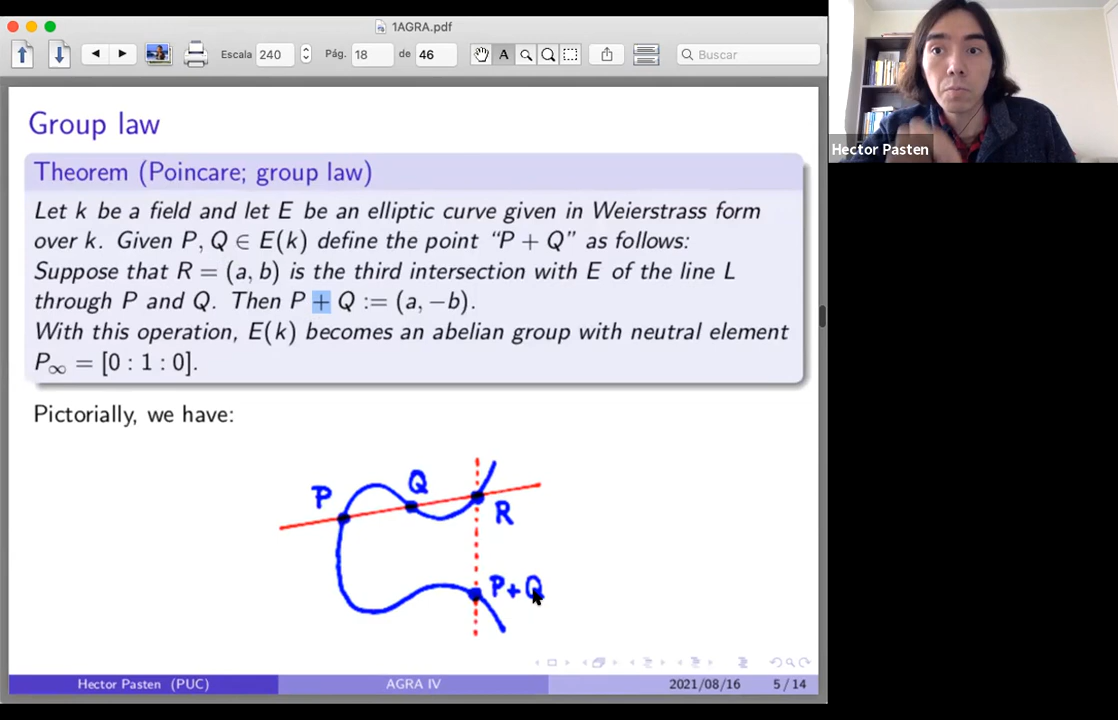 1AGRA.pdf
Escala 240 Pág. 18 de 46 A Buscar
Hector Pasten
Group law
Theorem (Poincare; group law)
Let k be a field and let E be an elliptic curve given in Weierstrass form
over k. Given P, Q ∈ E(k) define the point “P + Q” as follows:
Suppose that R = (a, b) is the third intersection with E of the line L
through P and Q. Then P + Q := (a, −b).
With this operation, E(k) becomes an abelian group with neutral element
P∞ = [0 : 1 : 0].
Pictorially, we have:
P
Q
R
P+Q
Hector Pasten (PUC) AGRA IV 2021/08/16 5 / 14